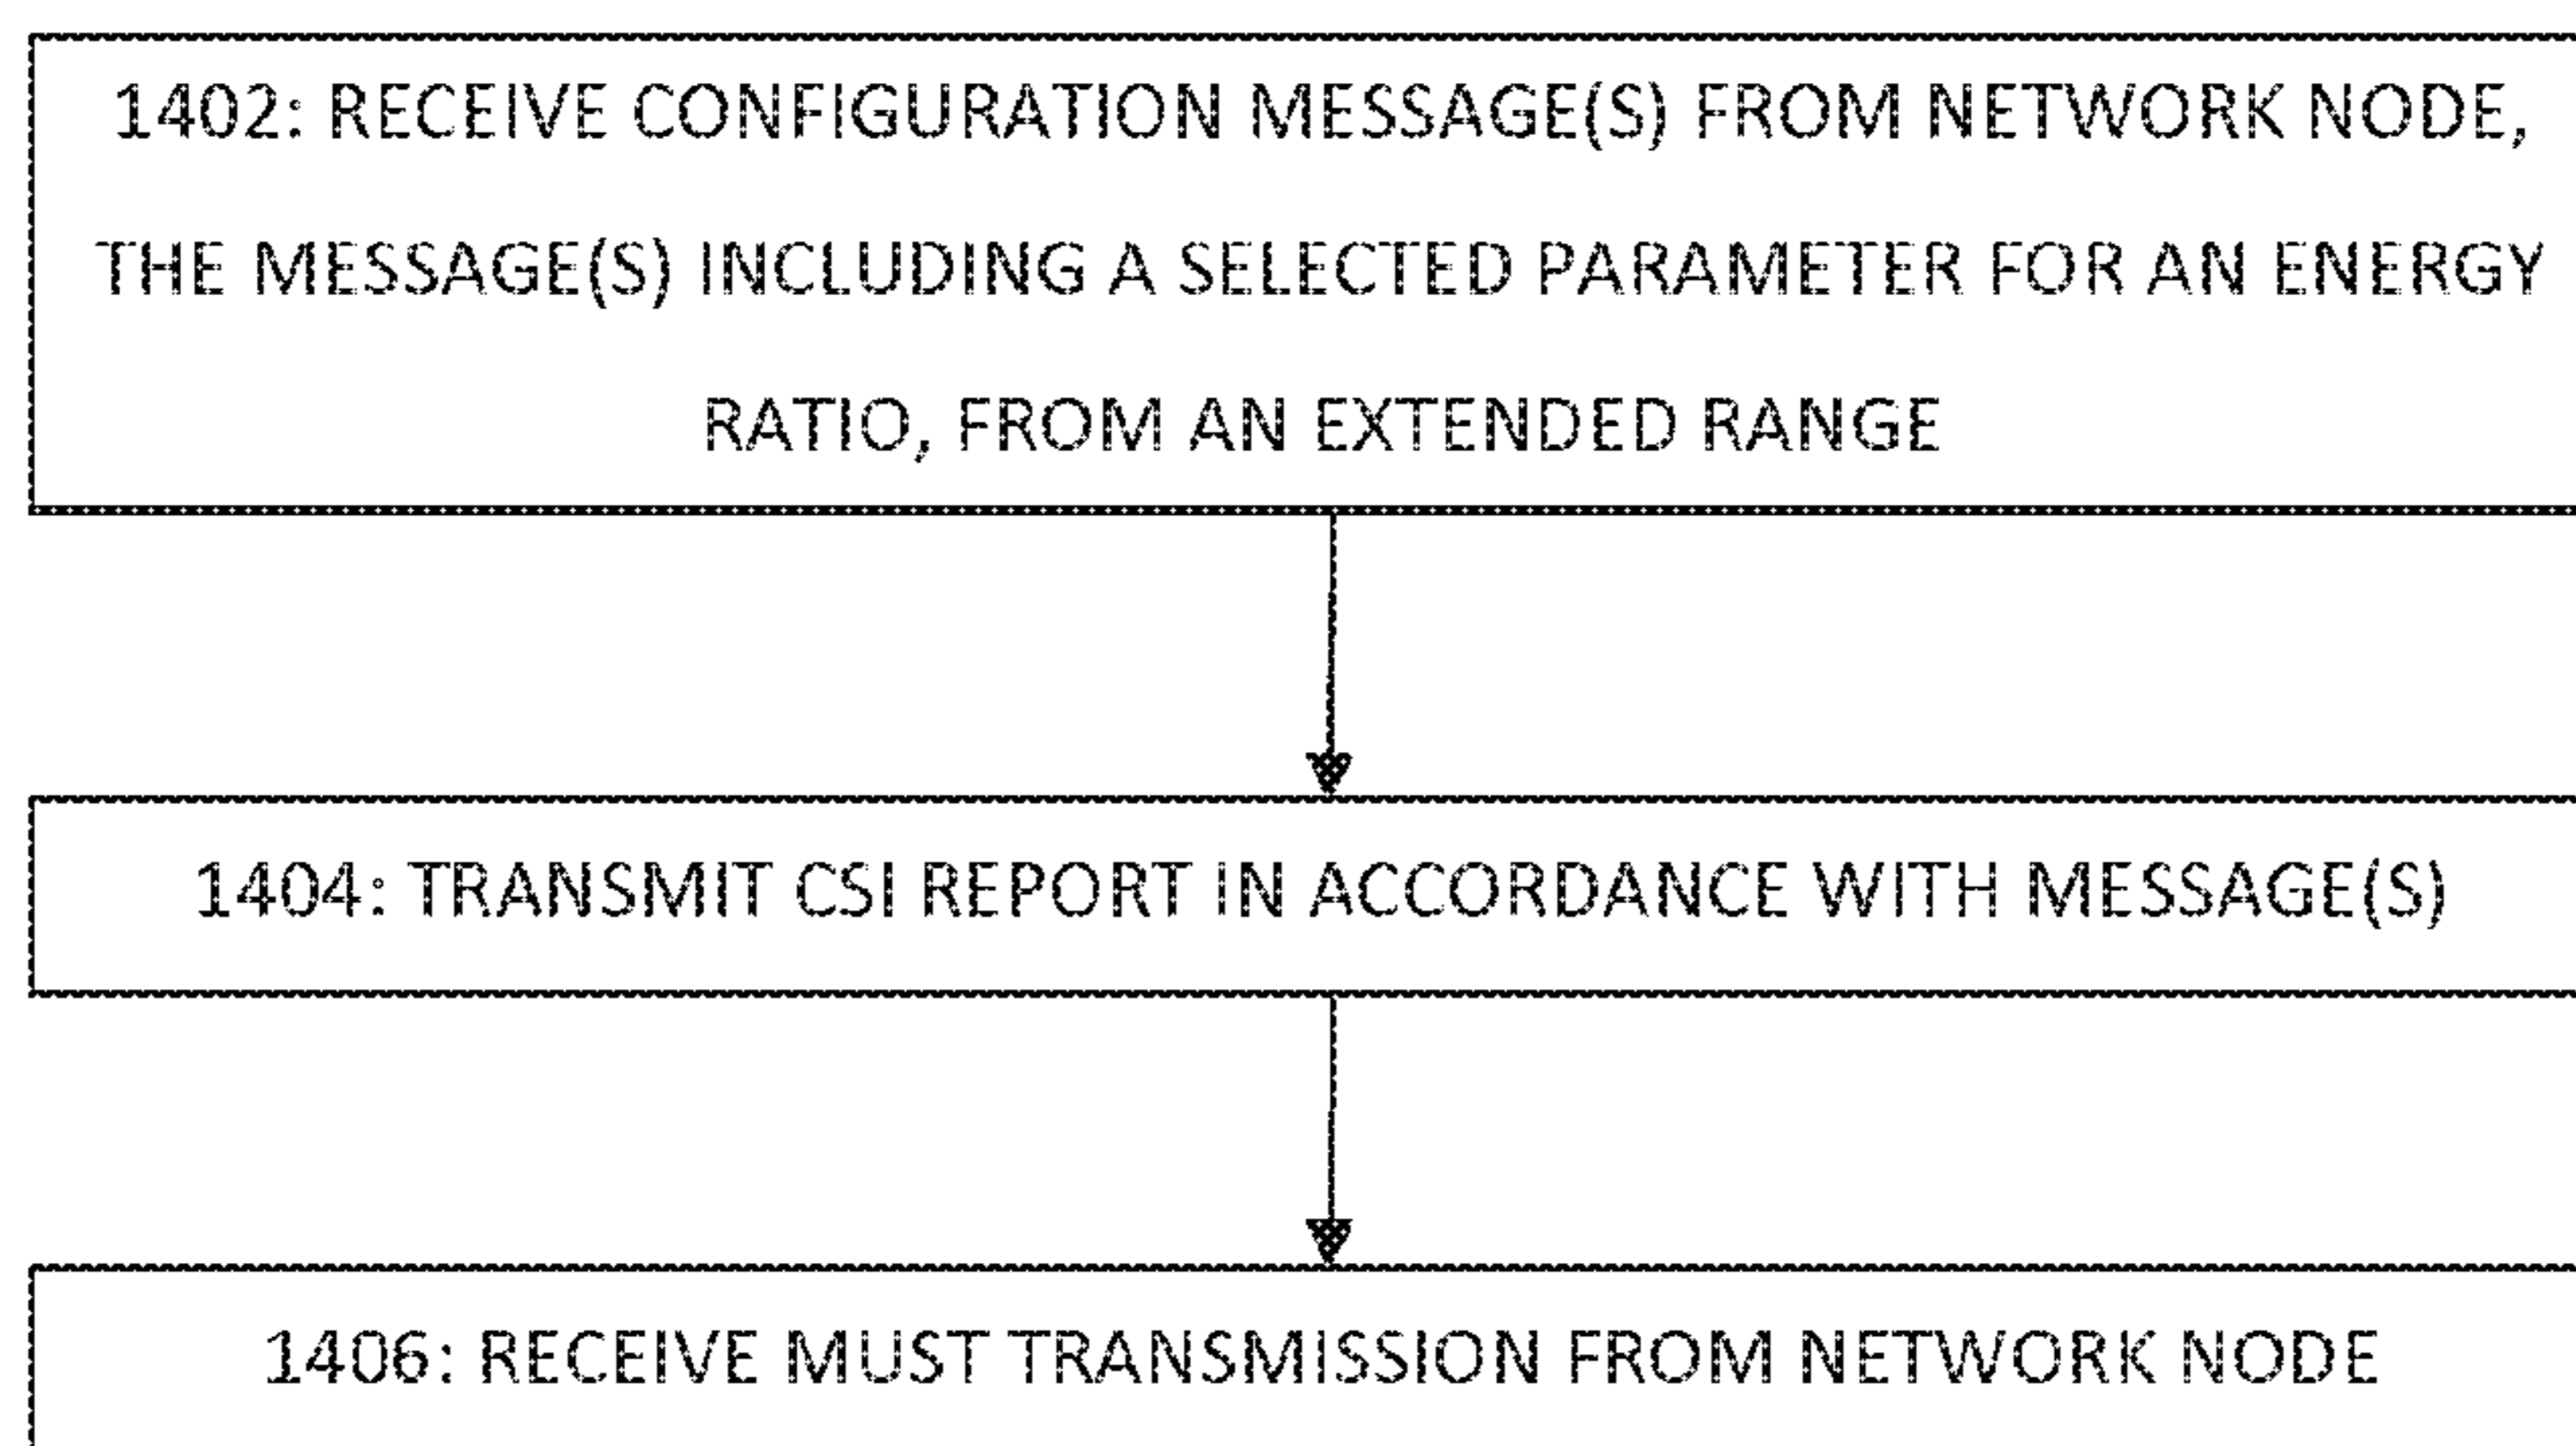 1402: RECEIVE CONFIGURATION MESSAGE(S) FROM NETWORK NODE,
THE MESSAGE(S) INCLUDING A SELECTED PARAMETER FOR AN ENERGY
RATIO, FROM AN EXTENDED RANGE
1404: TRANSMIT CSI REPORT IN ACCORDANCE WITH MESSAGE(S)
1406: RECEIVE MUST TRANSMISSION FROM NETWORK NODE